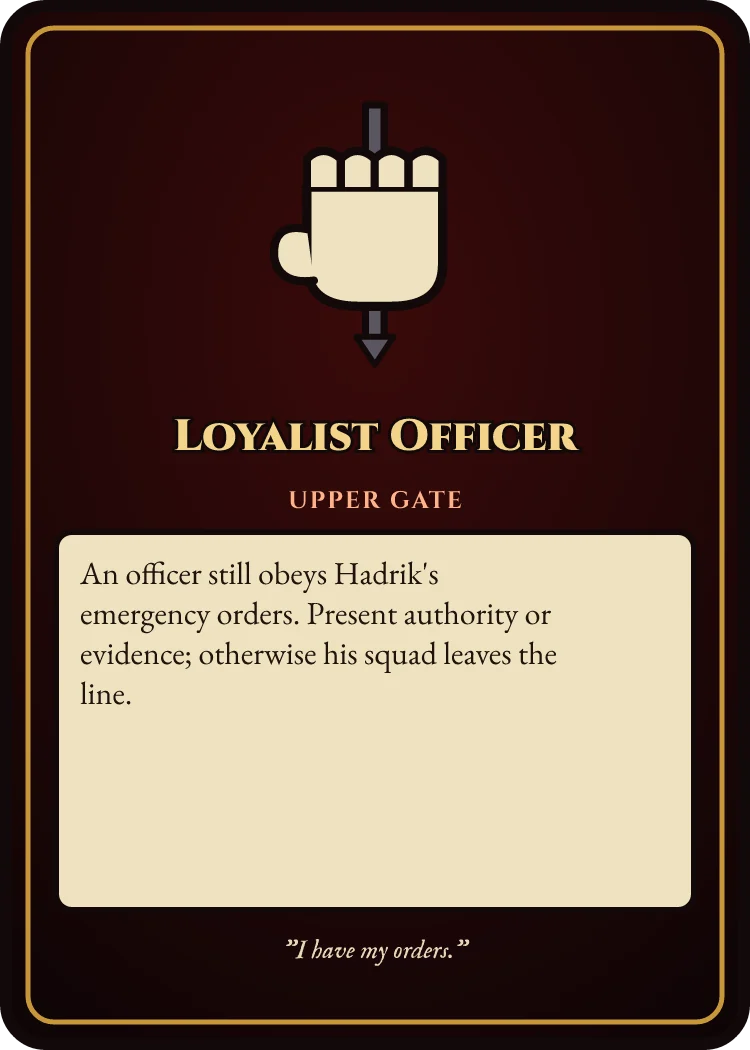 Loyalist Officer
UPPER GATE
An officer still obeys Hadrik's
emergency orders. Present authority or
evidence; otherwise his squad leaves the
line.
”I have my orders.”